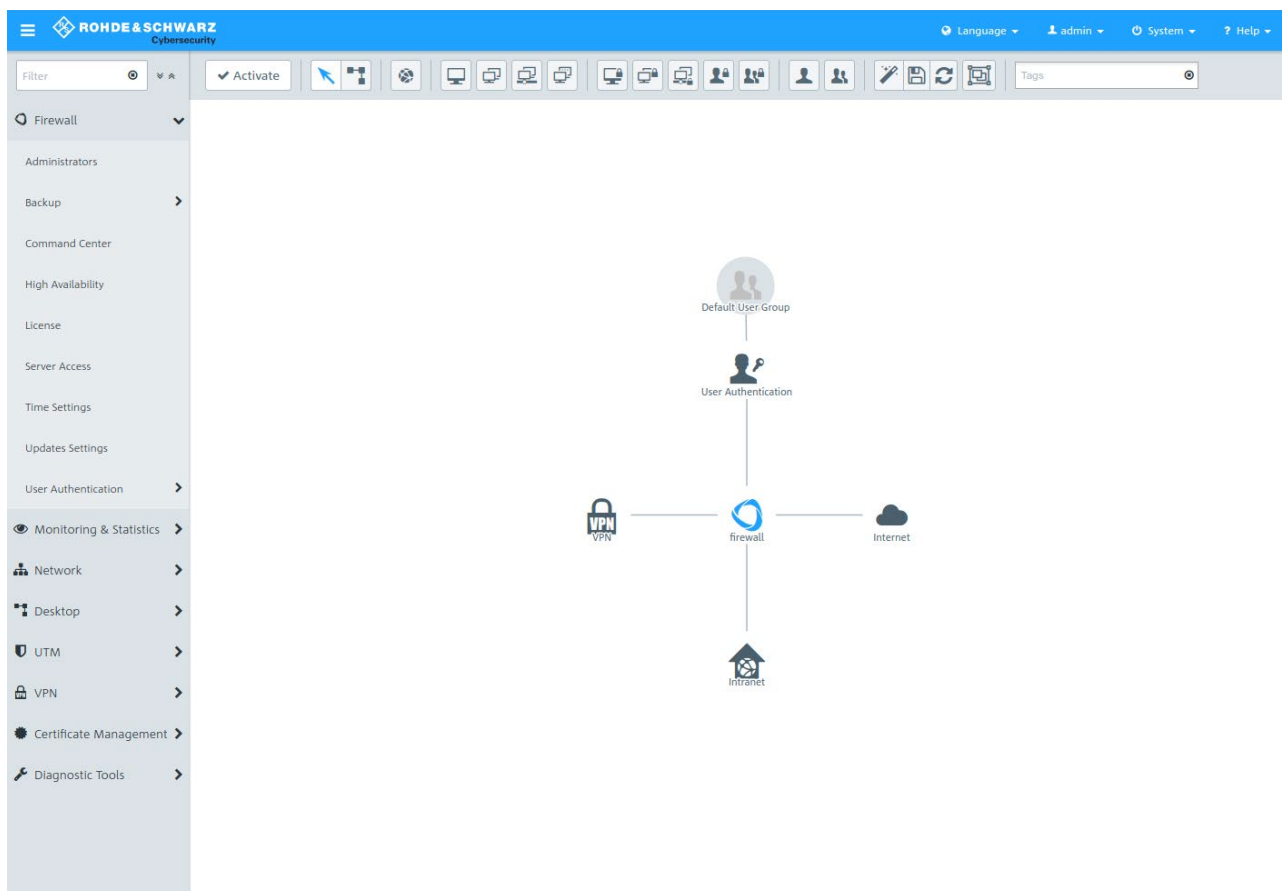 ROHDE&SCHWARZ
Cybersecurity
Language
admin
System
? Help
Filter
Activate
Tags
Firewall
Administrators
Backup
Command Center
High Availability
License
Server Access
Time Settings
Updates Settings
User Authentication
Monitoring & Statistics
Network
Desktop
UTM
VPN
Certificate Management
Diagnostic Tools
Default User Group
User Authentication
VPN
VPN
firewall
Internet
Intranet